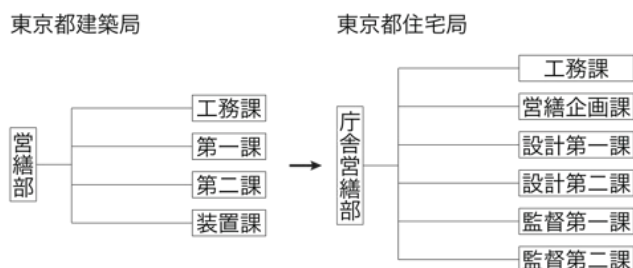 東京都建築局
営繕部
工務課
第一課
第二課
装置課
東京都住宅局
庁舎営繕部
工務課
営繕企画課
設計第一課
設計第二課
監督第一課
監督第二課